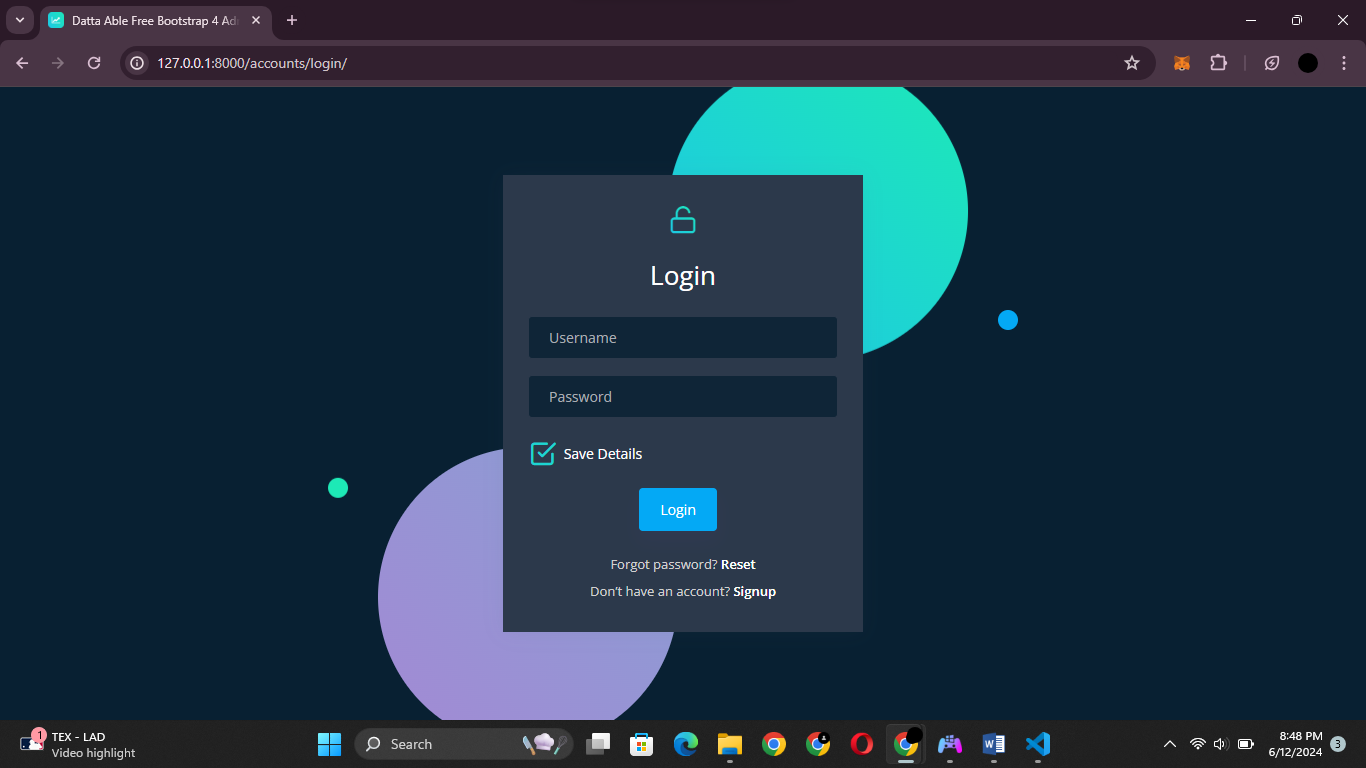 Datta Able Free Bootstrap 4 Ad
127.0.0.1:8000/accounts/login/
Login
Username
Password
Save Details
Login
Forgot password? Reset
Don't have an account? Signup
1
TEX - LAD
Video highlight
Search
8:48 PM
6/12/2024
3